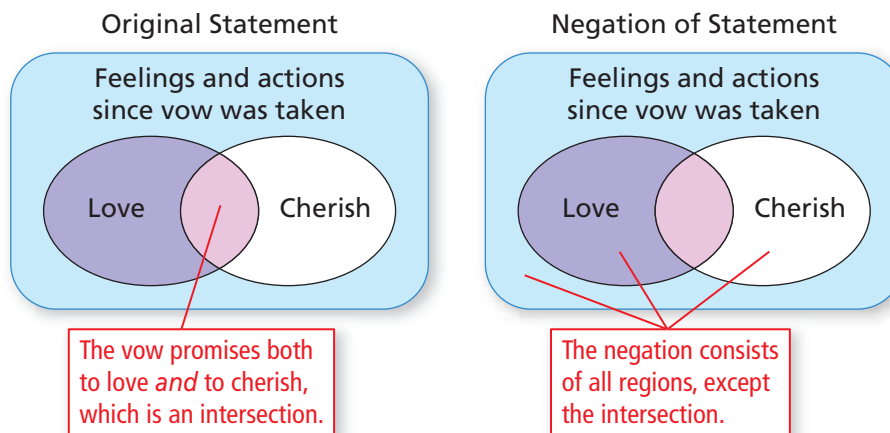 Original Statement
Feelings and actions
since vow was taken
Love
Cherish
The vow promises both
to love and to cherish,
which is an intersection.
Negation of Statement
Feelings and actions
since vow was taken
Love
Cherish
The negation consists
of all regions, except
the intersection.